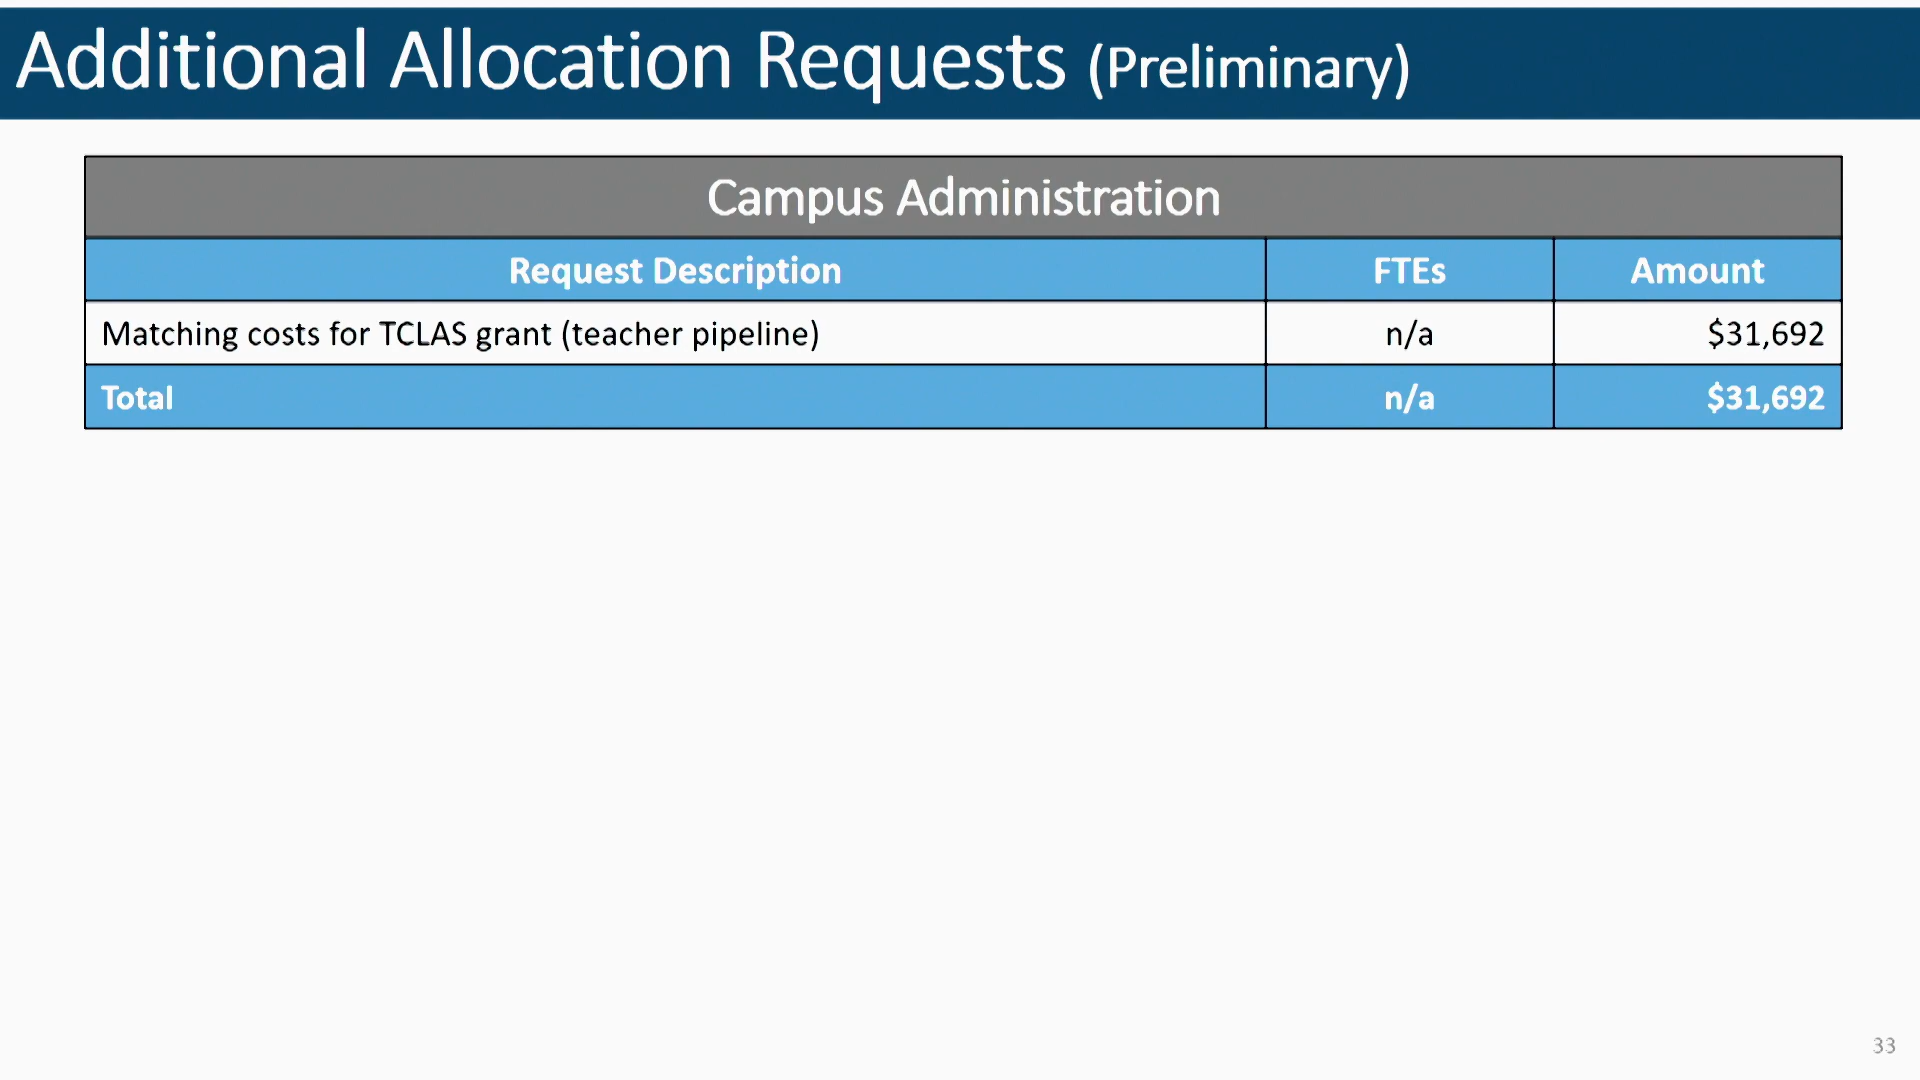 Additional Allocation Requests (Preliminary)
Campus Administration
Request Description FTEs Amount
Matching costs for TCLAS grant (teacher pipeline) n/a $31,692
Total n/a $31,692
33